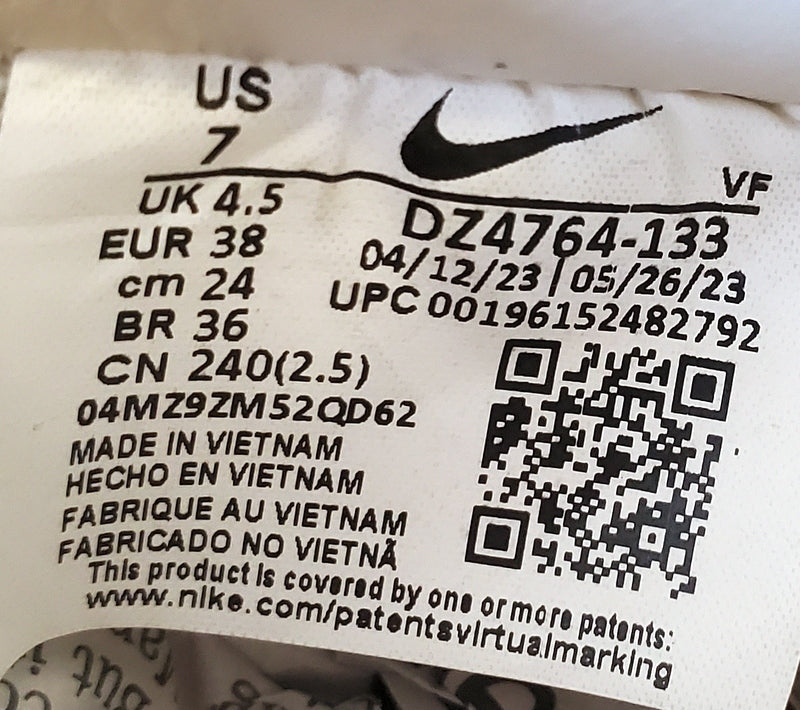 US
7
VF
UK 4.5
EUR 38
cm 24
BR 36
CN 240(2.5)
04MZ9ZM52QD62
DZ4764-133
04/12/23 | 05/26/23
UPC 00196152482792
MADE IN VIETNAM
HECHO EN VIETNAM
FABRIQUE AU VIETNAM
FABRICADO NO VIETNÃ
This product is covered by one or more patents:
www.nike.com/patentsvirtualmarking